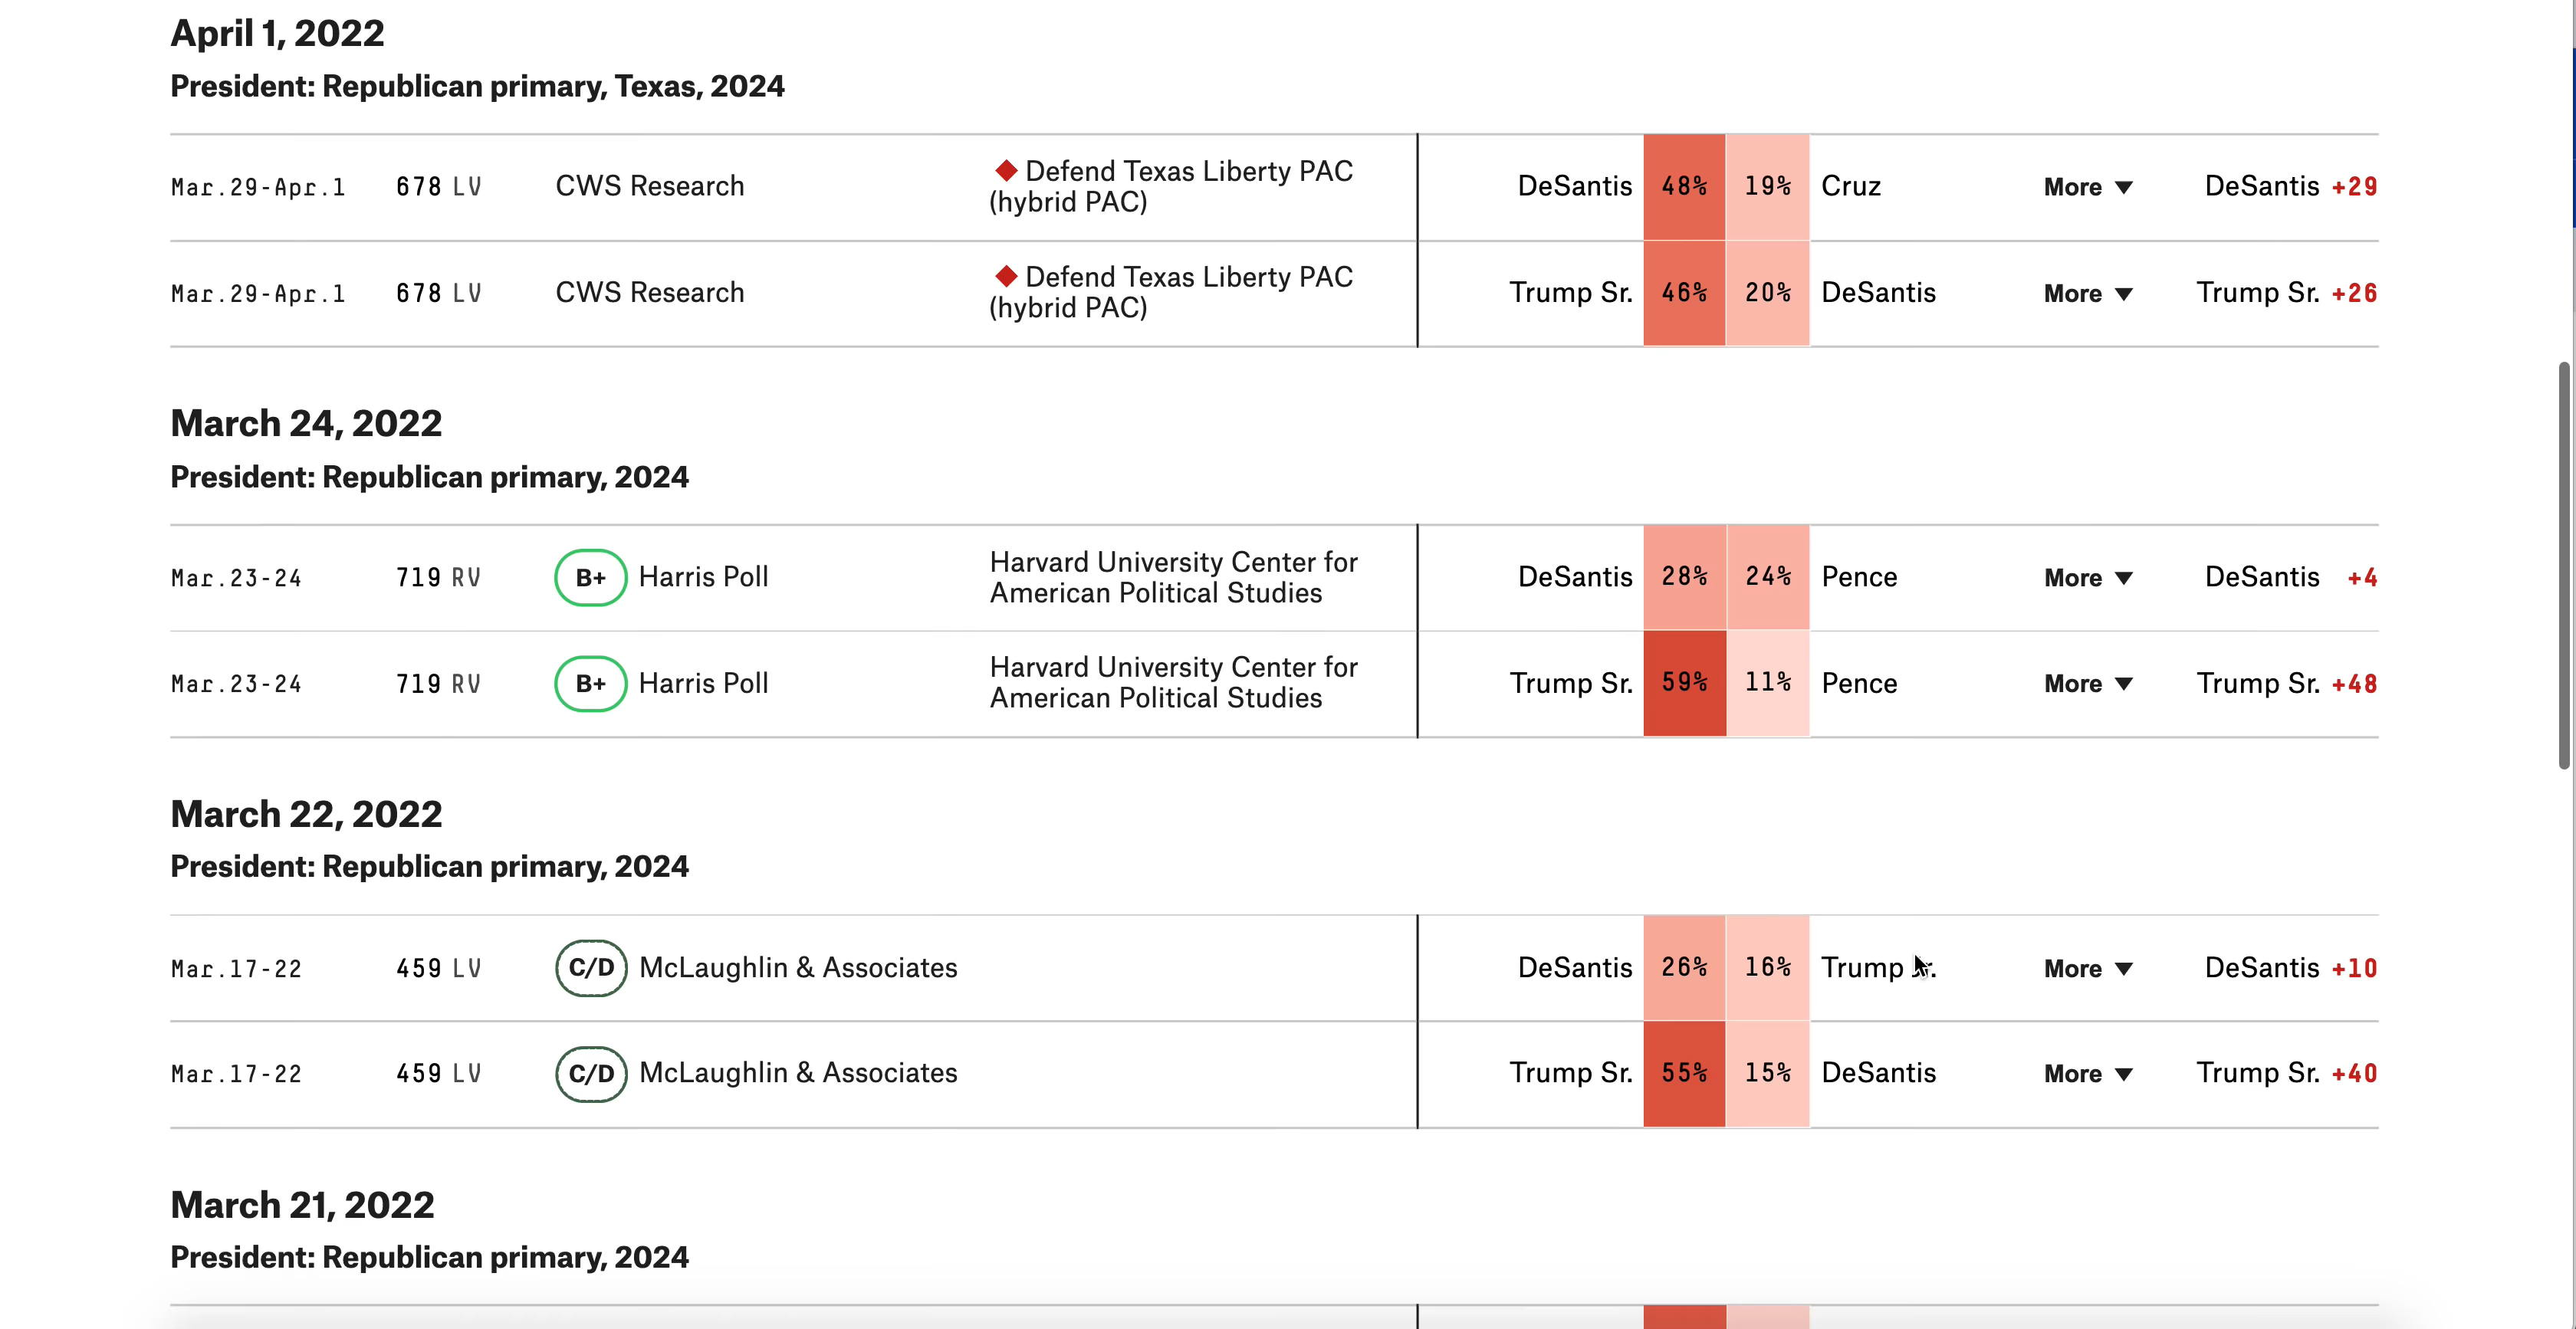 April 1, 2022
President: Republican primary, Texas, 2024
Mar.29-Apr.1 678 LV CWS Research Defend Texas Liberty PAC (hybrid PAC) DeSantis 48% 19% Cruz More ▼ DeSantis +29
Mar.29-Apr.1 678 LV CWS Research Defend Texas Liberty PAC (hybrid PAC) Trump Sr. 46% 20% DeSantis More ▼ Trump Sr. +26
March 24, 2022
President: Republican primary, 2024
Mar.23-24 719 RV B+ Harris Poll Harvard University Center for American Political Studies DeSantis 28% 24% Pence More ▼ DeSantis +4
Mar.23-24 719 RV B+ Harris Poll Harvard University Center for American Political Studies Trump Sr. 59% 11% Pence More ▼ Trump Sr. +48
March 22, 2022
President: Republican primary, 2024
Mar.17-22 459 LV C/D McLaughlin & Associates DeSantis 26% 16% Trump More ▼ DeSantis +10
Mar.17-22 459 LV C/D McLaughlin & Associates Trump Sr. 55% 15% DeSantis More ▼ Trump Sr. +40
March 21, 2022
President: Republican primary, 2024